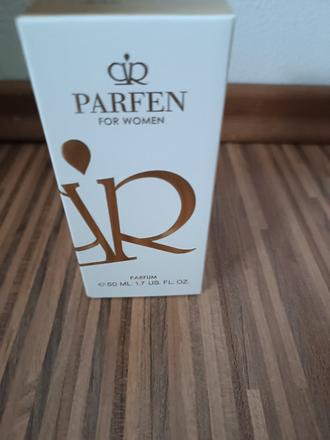 PARFEN
FOR WOMEN
PARFUM
℮ 50 ML. 1.7 US. FL. OZ.